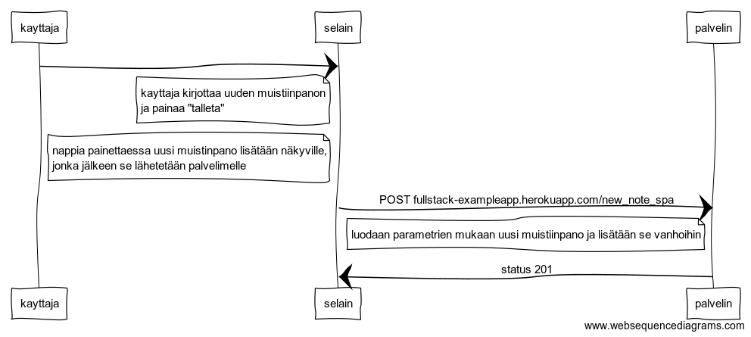 kayttaja
selain
palvelin
kayttaja kirjottaa uuden muistiinpanon
ja painaa "talleta"
nappia painettaessa uusi muistinpano lisätään näkyville,
jonka jälkeen se lähetetään palvelimelle
POST fullstack-exampleapp.herokuapp.com/new_note_spa
luodaan parametrien mukaan uusi muistiinpano ja lisätään se vanhoihin
status 201
kayttaja
selain
palvelin
www.websequencediagrams.com